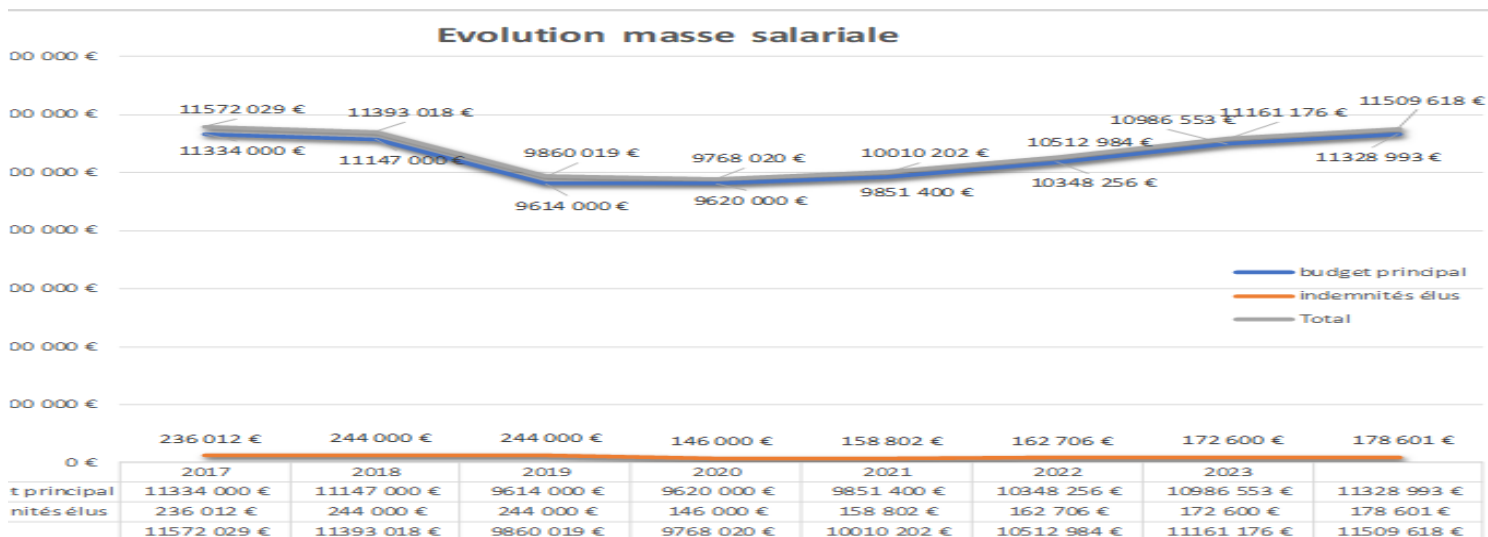 Evolution masse salariale
00 000 €
00 000 €
11572 029 € 11393 018 € 9860 019 € 9768 020 € 10010 202 € 10512 984 € 10986 553 € 11161 176 € 11509 618 €
11334 000 € 11147 000 € 9614 000 € 9620 000 € 9851 400 € 10348 256 € 11328 993 €
00 000 €
00 000 €
00 000 €
budget principal
indemnités élus
Total
00 000 €
00 000 €
236 012 € 244 000 € 244 000 € 146 000 € 158 802 € 162 706 € 172 600 € 178 601 €
0 €
2017 2018 2019 2020 2021 2022 2023
t principal 11334 000 € 11147 000 € 9614 000 € 9620 000 € 9851 400 € 10348 256 € 10986 553 € 11328 993 €
nités élus 236 012 € 244 000 € 244 000 € 146 000 € 158 802 € 162 706 € 172 600 € 178 601 €
11572 029 € 11393 018 € 9860 019 € 9768 020 € 10010 202 € 10512 984 € 11161 176 € 11509 618 €